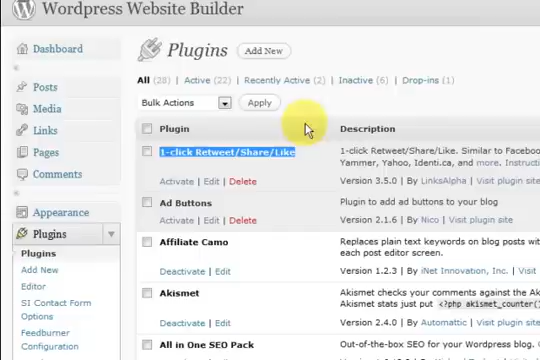 Wordpress Website Builder
Dashboard
Posts
Media
Links
Pages
Comments
Appearance
Plugins
Plugins
Add New
Editor
SI Contact Form
Options
Feedburner
Configuration
Plugins Add New
All (28) | Active (22) | Recently Active (2) | Inactive (6) | Drop-ins (1)
Bulk Actions Apply
Plugin Description
1-click Retweet/Share/Like 1-click Retweet/Share/Like. Similar to Facebo
Yammer, Yahoo, Identi.ca, and more. Instructi
Activate | Edit | Delete Version 3.5.0 | By LinksAlpha | Visit plugin site
Ad Buttons Plugin to add ad buttons to your blog
Activate | Edit | Delete Version 2.1.6 | By Nico | Visit plugin site
Affiliate Camo Replaces plain text keywords on blog posts wit
each post editor screen.
Deactivate | Edit Version 1.2.3 | By iNet Innovation, Inc. | Visit
Akismet Akismet checks your comments against the Ak
Akismet stats just put <?php akismet_counter()
Deactivate | Edit Version 2.4.0 | By Automattic | Visit plugin site
All in One SEO Pack Out-of-the-box SEO for your Wordpress blog.